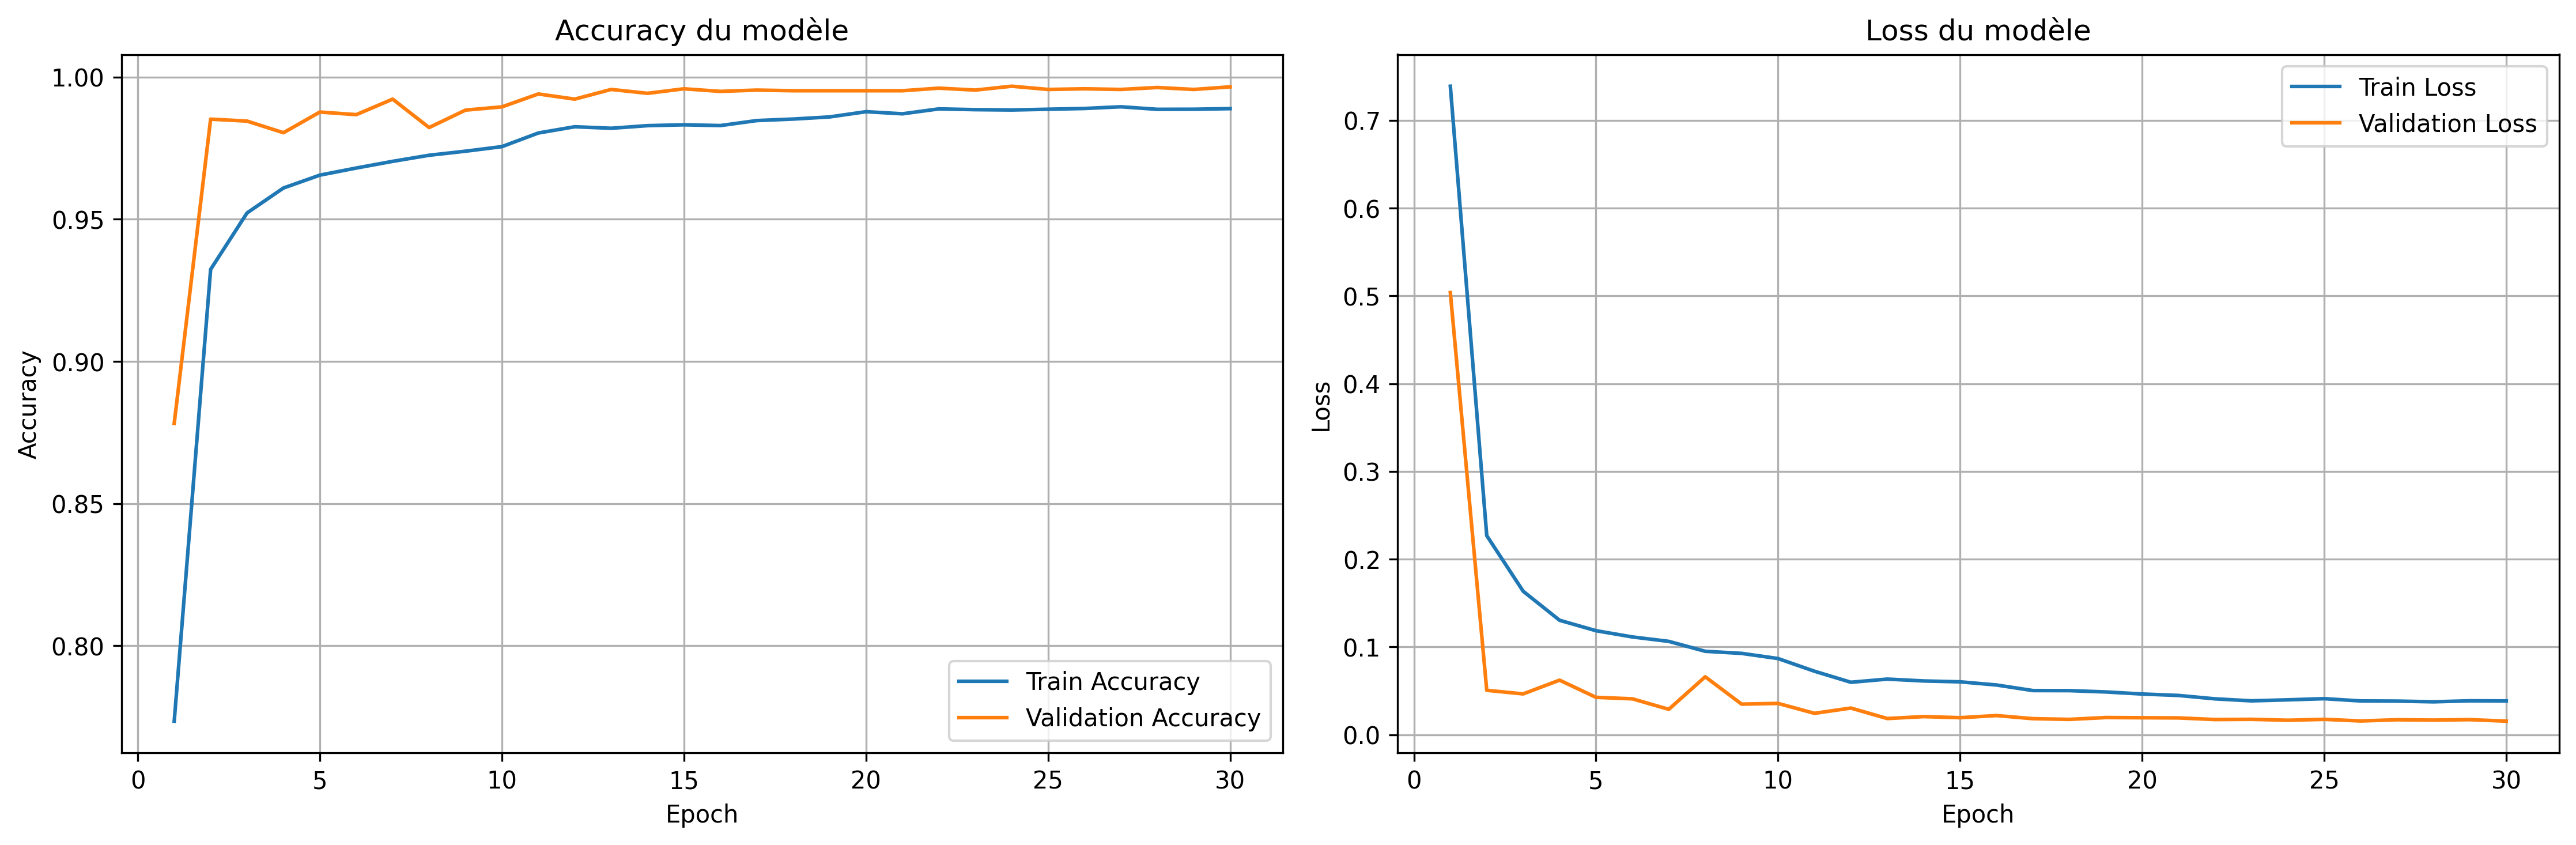 Accuracy du modèle
1.00
0.95
0.90
0.85
0.80
Accuracy
0 5 10 15 20 25 30
Epoch
Train Accuracy
Validation Accuracy
Loss du modèle
0.7
0.6
0.5
0.4
0.3
0.2
0.1
0.0
Loss
0 5 10 15 20 25 30
Epoch
Train Loss
Validation Loss